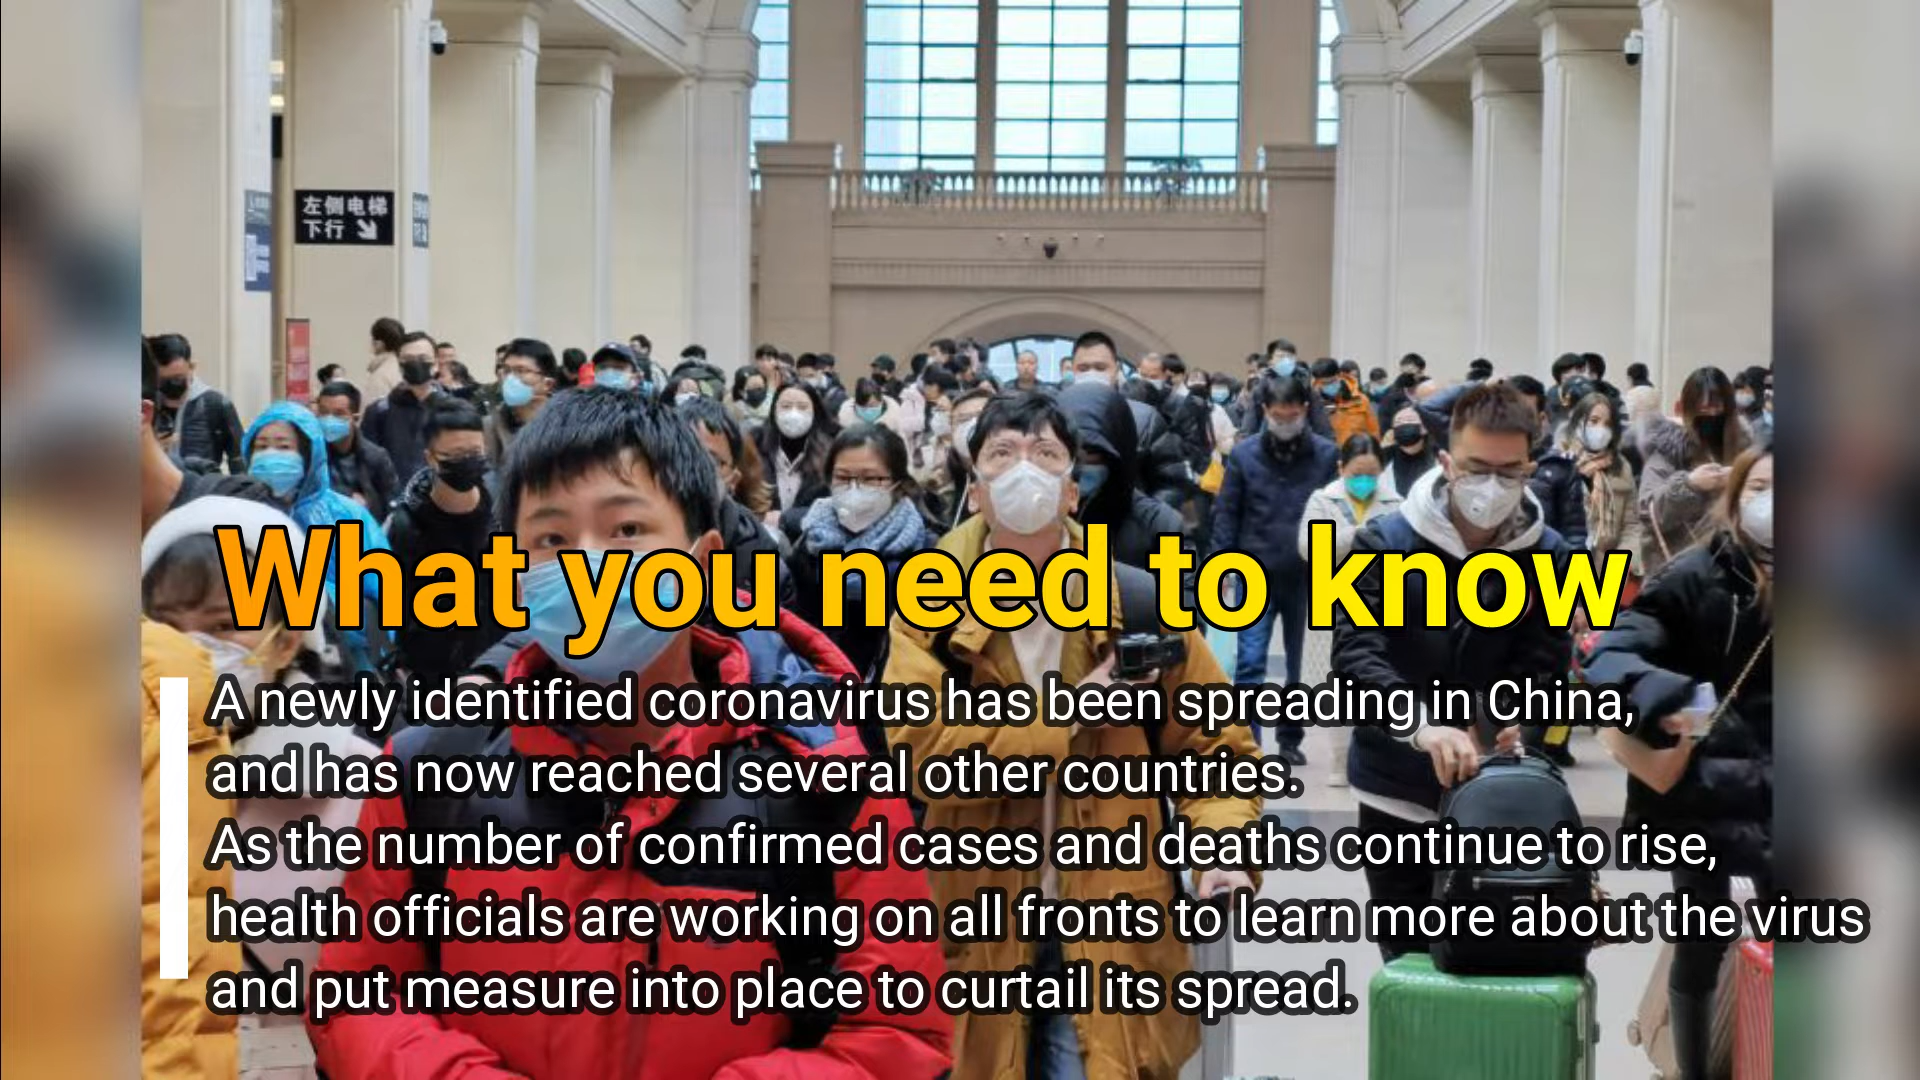 左侧电梯
下行
What you need to know
A newly identified coronavirus has been spreading in China,
and has now reached several other countries.
As the number of confirmed cases and deaths continue to rise,
health officials are working on all fronts to learn more about the virus
and put measure into place to curtail its spread.